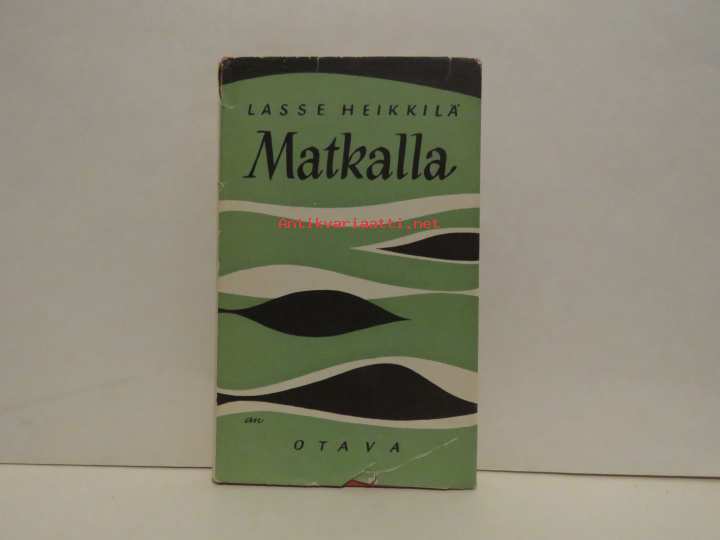 LASSE HEIKKILÄ
Matkalla
Antikvariaatti.net
an
OTAVA